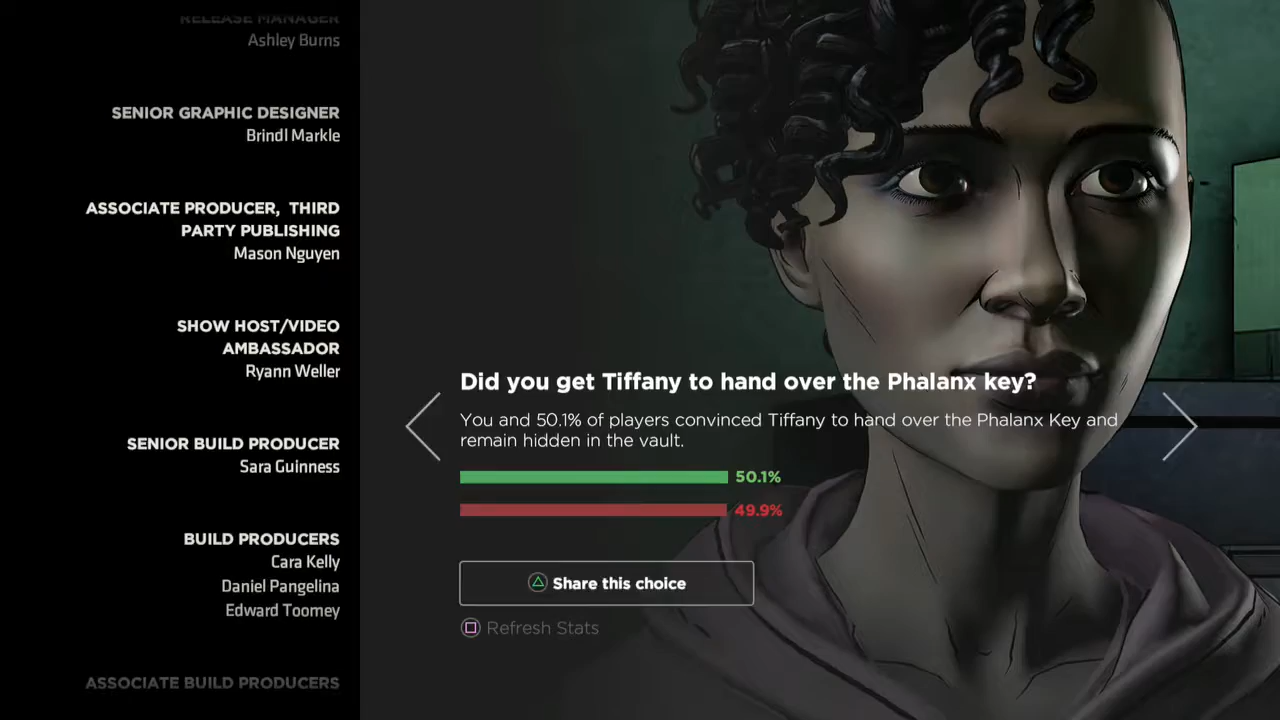 RELEASE MANAGER
Ashley Burns
SENIOR GRAPHIC DESIGNER
Brindl Markle
ASSOCIATE PRODUCER, THIRD
PARTY PUBLISHING
Mason Nguyen
SHOW HOST/VIDEO
AMBASSADOR
Ryann Weller
SENIOR BUILD PRODUCER
Sara Guinness
BUILD PRODUCERS
Cara Kelly
Daniel Pangelina
Edward Toomey
ASSOCIATE BUILD PRODUCERS
Did you get Tiffany to hand over the Phalanx key?
You and 50.1% of players convinced Tiffany to hand over the Phalanx Key and
remain hidden in the vault.
50.1%
49.9%
Share this choice
Refresh Stats